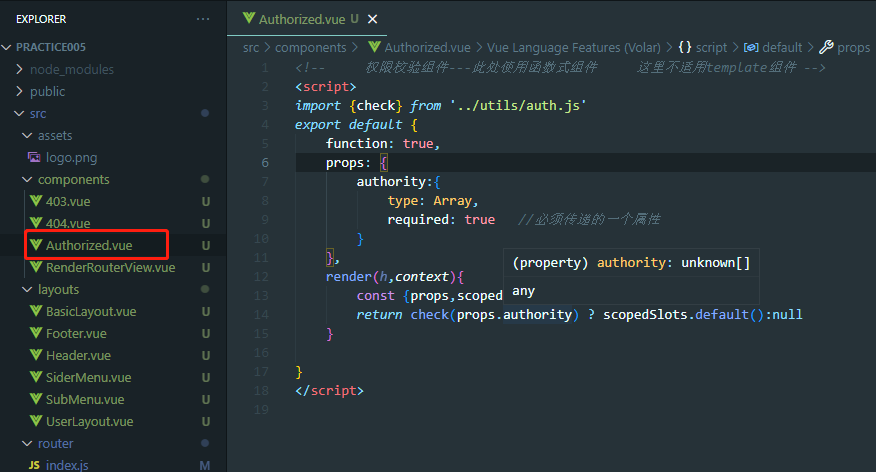 EXPLORER ···
PRACTICE005
node_modules
public
src
assets
logo.png
components
403.vue U
404.vue U
Authorized.vue U
RenderRouterView.vue U
layouts
BasicLayout.vue U
Footer.vue U
Header.vue U
SiderMenu.vue U
SubMenu.vue U
UserLayout.vue U
router
JS index.js M
Authorized.vue U ×
src > components > Authorized.vue > Vue Language Features (Volar) > {} script > default > props
1 <!-- 权限校验组件---此处使用函数式组件 这里不适用template组件 -->
2 <script>
3 import {check} from '../utils/auth.js'
4 export default {
5 function: true,
6 props: {
7 authority:{
8 type: Array,
9 required: true //必须传递的一个属性
10 }
11 },
12 render(h,context){
13 const {props,scoped
14 return check(props.authority) ? scopedSlots.default():null
15 }
16
17 }
18 </script>
19
(property) authority: unknown[]
any